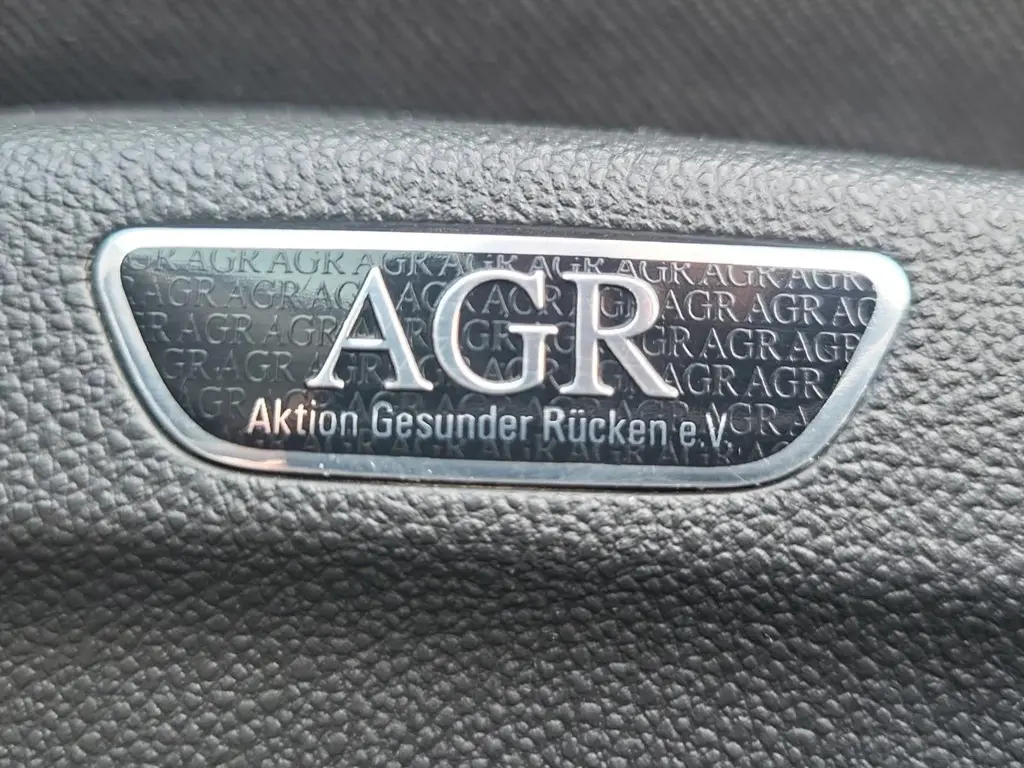 AGR
Aktion Gesunder Rücken e.V.